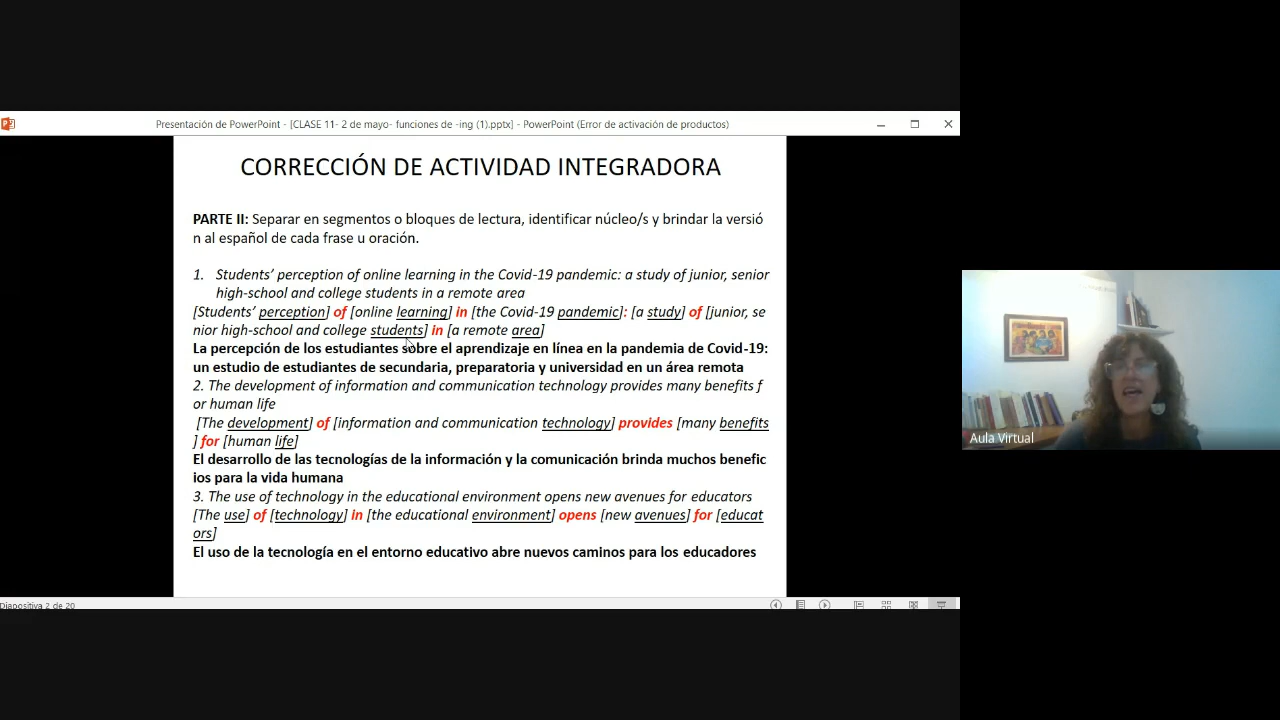 Presentación de PowerPoint - [CLASE 11- 2 de mayo- funciones de -ing (1).pptx] - PowerPoint (Error de activación de productos)
CORRECCIÓN DE ACTIVIDAD INTEGRADORA
PARTE II: Separar en segmentos o bloques de lectura, identificar núcleo/s y brindar la versió
n al español de cada frase u oración.
1. Students’ perception of online learning in the Covid-19 pandemic: a study of junior, senior
high-school and college students in a remote area
[Students’ perception] of [online learning] in [the Covid-19 pandemic]: [a study] of [junior, se
nior high-school and college students] in [a remote area]
La percepción de los estudiantes sobre el aprendizaje en línea en la pandemia de Covid-19:
un estudio de estudiantes de secundaria, preparatoria y universidad en un área remota
2. The development of information and communication technology provides many benefits f
or human life
[The development] of [information and communication technology] provides [many benefits
] for [human life]
El desarrollo de las tecnologías de la información y la comunicación brinda muchos benefic
ios para la vida humana
3. The use of technology in the educational environment opens new avenues for educators
[The use] of [technology] in [the educational environment] opens [new avenues] for [educat
ors]
El uso de la tecnología en el entorno educativo abre nuevos caminos para los educadores
Diapositiva 2 de 20
Aula Virtual